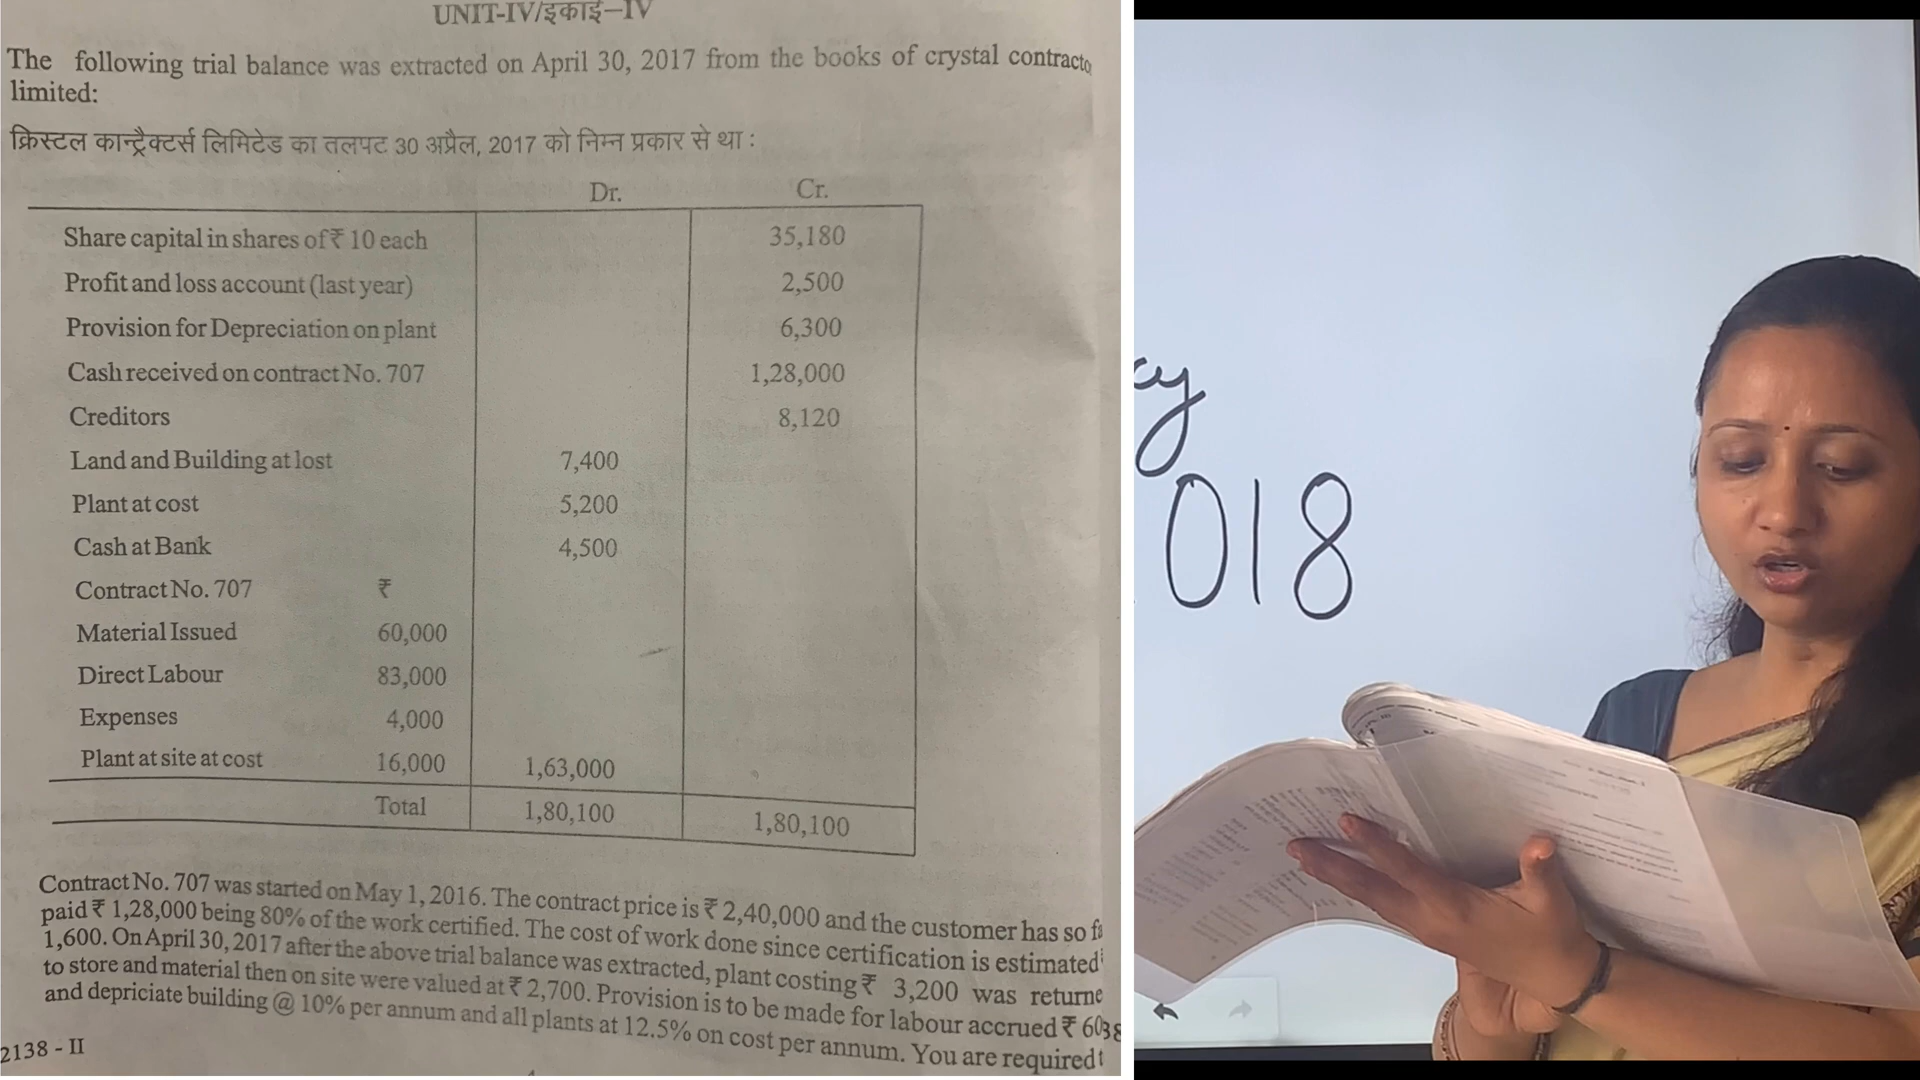 UNIT-IV/इकाई-IV
The following trial balance was extracted on April 30, 2017 from the books of crystal
limited:
क्रिस्टल कान्ट्रैक्टर्स लिमिटेड का तलपट 30 अप्रैल, 2017 को निम्न प्रकार से था :
Dr. Cr.
Share capital in shares of ₹ 10 each 35,180
Profit and loss account (last year) 2,500
Provision for Depreciation on plant 6,300
Cash received on contract No. 707 1,28,000
Creditors 8,120
Land and Building at lost 7,400
Plant at cost 5,200
Cash at Bank 4,500
Contract No. 707 ₹
Material Issued 60,000
Direct Labour 83,000
Expenses 4,000
Plant at site at cost 16,000 1,63,000
Total 1,80,100 1,80,100
Contract No. 707 was started on May 1, 2016. The contract price is ₹ 2,40,000 and the customer has so
paid ₹ 1,28,000 being 80% of the work certified. The cost of work done since certification is estimated
1,600. On April 30, 2017 after the above trial balance was extracted, plant costing ₹ 3,200 was
to store and material then on site were valued at ₹ 2,700. Provision is to be made for labour accrued ₹
and depriciate building @ 10% per annum and all plants at 12.5% on cost per annum. You are required
2138 - II
018